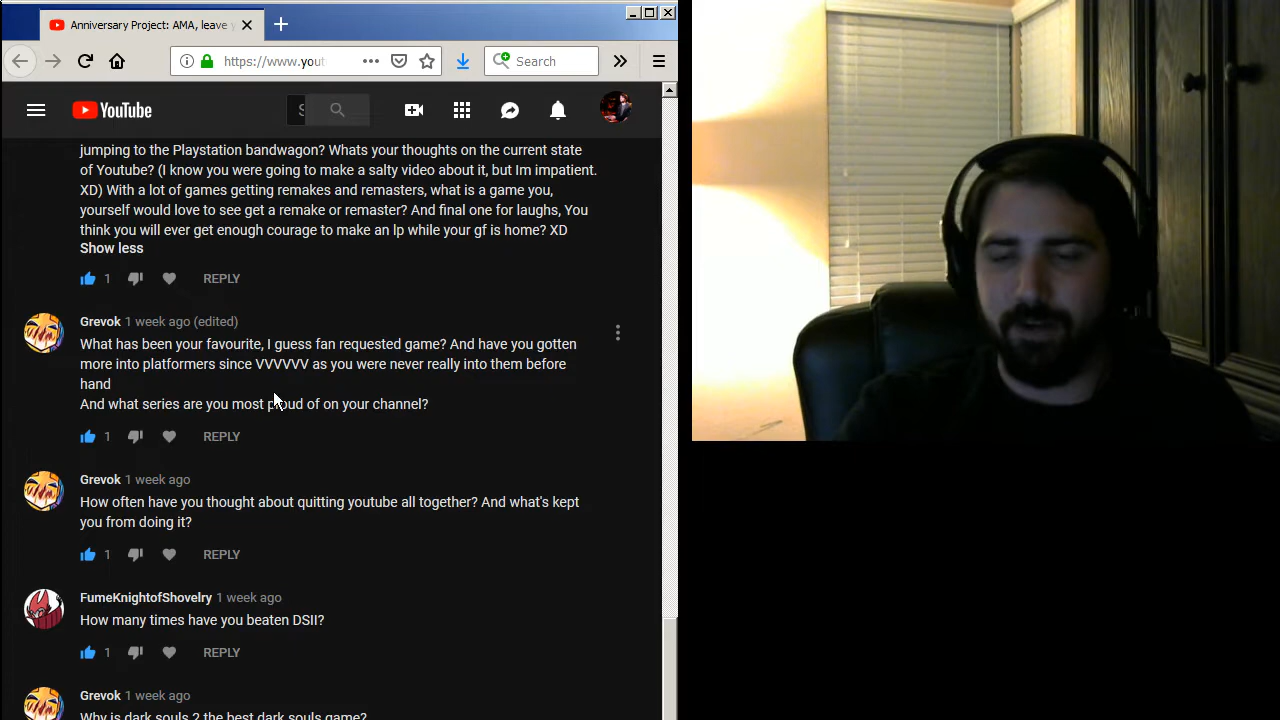 Anniversary Project: AMA, leave y
https://www.yout
Search
YouTube
S
jumping to the Playstation bandwagon? Whats your thoughts on the current state
of Youtube? (I know you were going to make a salty video about it, but Im impatient.
XD) With a lot of games getting remakes and remasters, what is a game you,
yourself would love to see get a remake or remaster? And final one for laughs, You
think you will ever get enough courage to make an lp while your gf is home? XD
Show less
1 REPLY
Grevok 1 week ago (edited)
What has been your favourite, I guess fan requested game? And have you gotten
more into platformers since VVVVVV as you were never really into them before
hand
And what series are you most proud of on your channel?
1 REPLY
Grevok 1 week ago
How often have you thought about quitting youtube all together? And what's kept
you from doing it?
1 REPLY
FumeKnightofShovelry 1 week ago
How many times have you beaten DSII?
1 REPLY
Grevok 1 week ago
Why is dark souls 2 the best dark souls game?